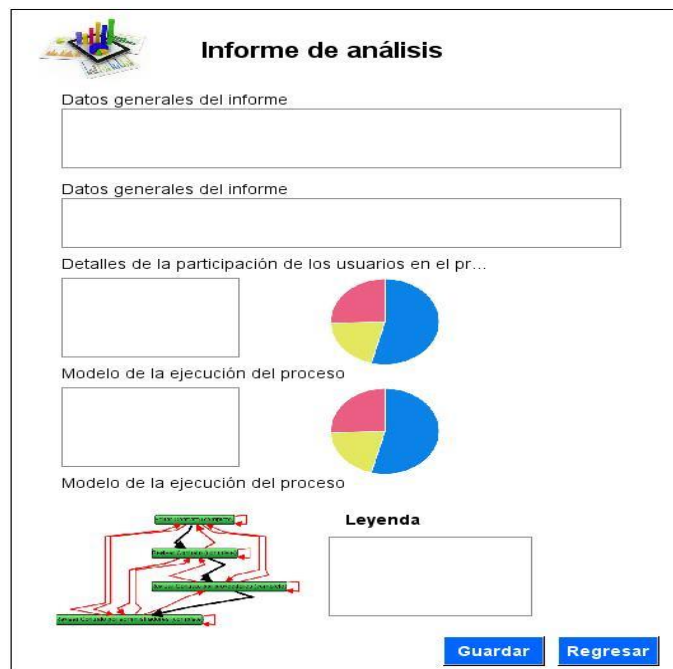 Informe de análisis
Datos generales del informe
Datos generales del informe
Detalles de la participación de los usuarios en el pr...
Modelo de la ejecución del proceso
Modelo de la ejecución del proceso
Leyenda
Guardar
Regresar